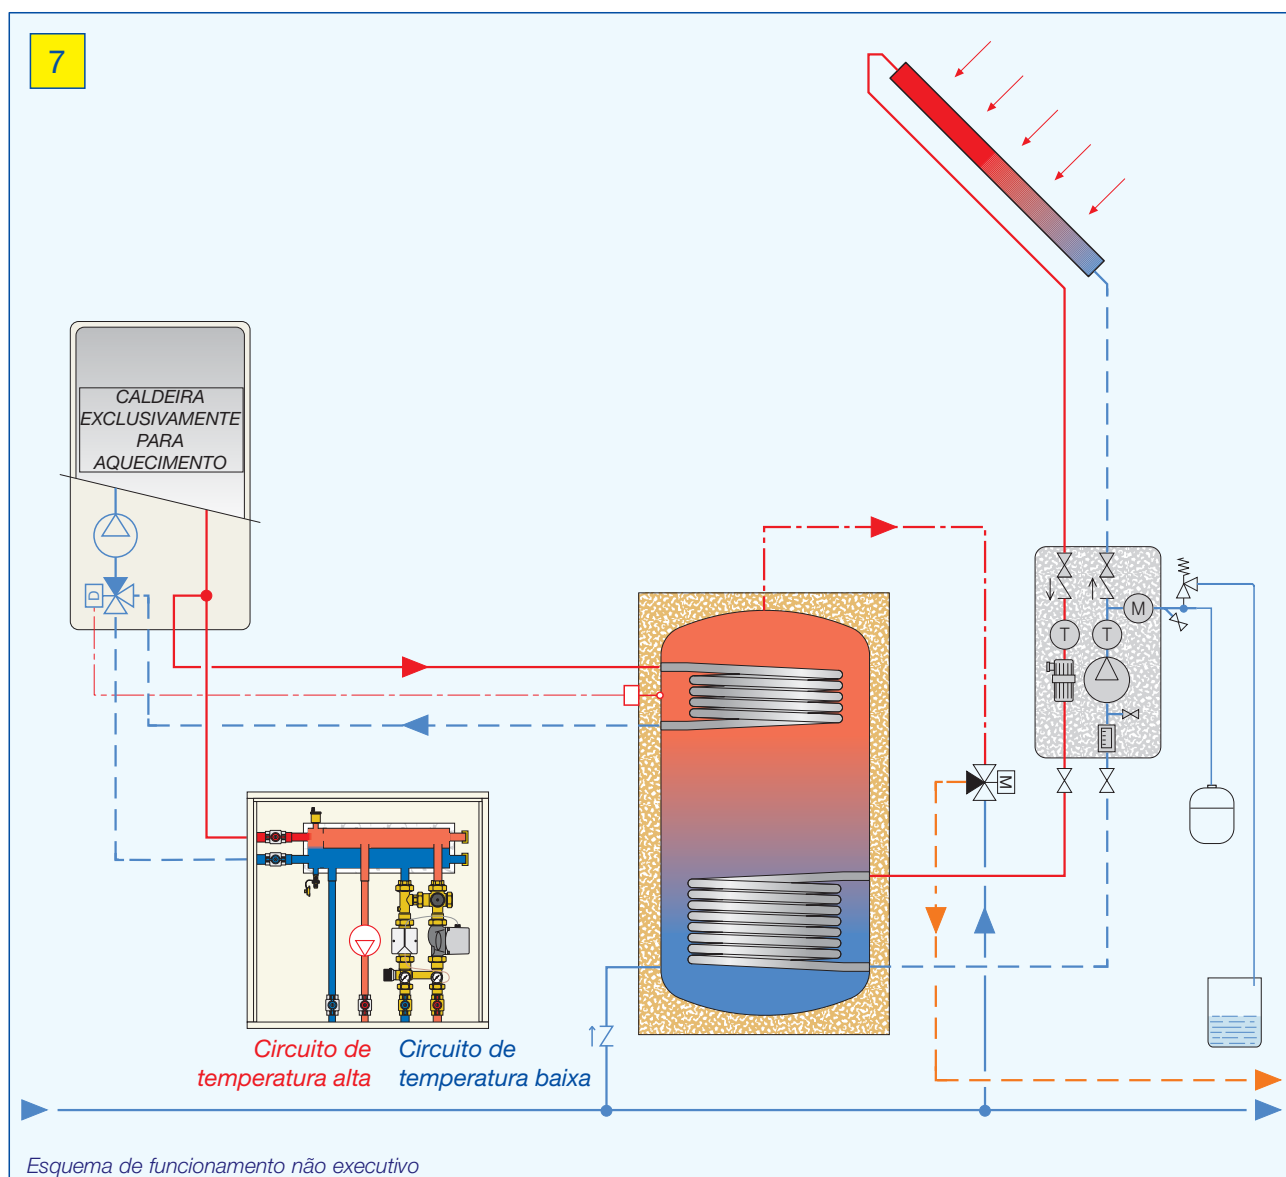 7
CALDEIRA
EXCLUSIVAMENTE
PARA
AQUECIMENTO
D
M
T
T
M
Circuito de
temperatura alta
Circuito de
temperatura baixa
Esquema de funcionamento não executivo